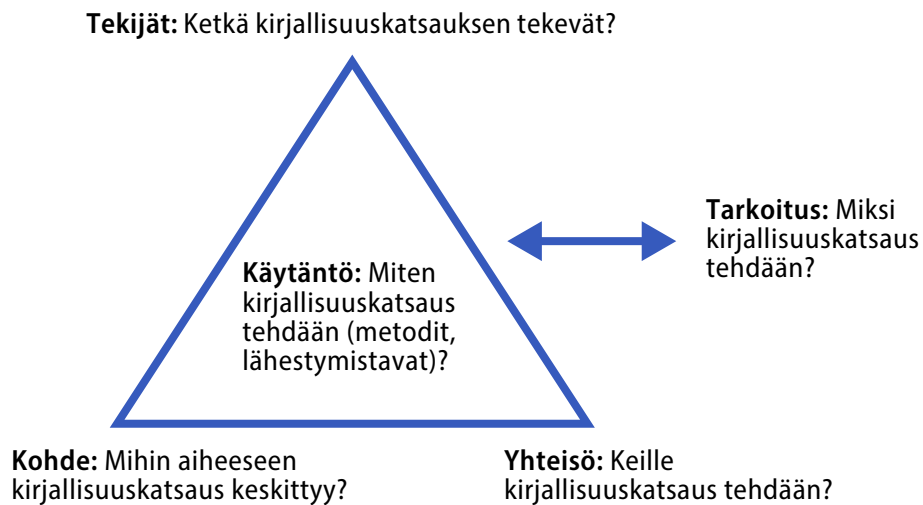 Tekijät: Ketkä kirjallisuuskatsauksen tekevät?
Tarkoitus: Miksi
kirjallisuuskatsaus
tehdään?
Käytäntö: Miten
kirjallisuuskatsaus
tehdään (metodit,
lähestymistavat)?
Kohde: Mihin aiheeseen
kirjallisuuskatsaus keskittyy?
Yhteisö: Keille
kirjallisuuskatsaus tehdään?